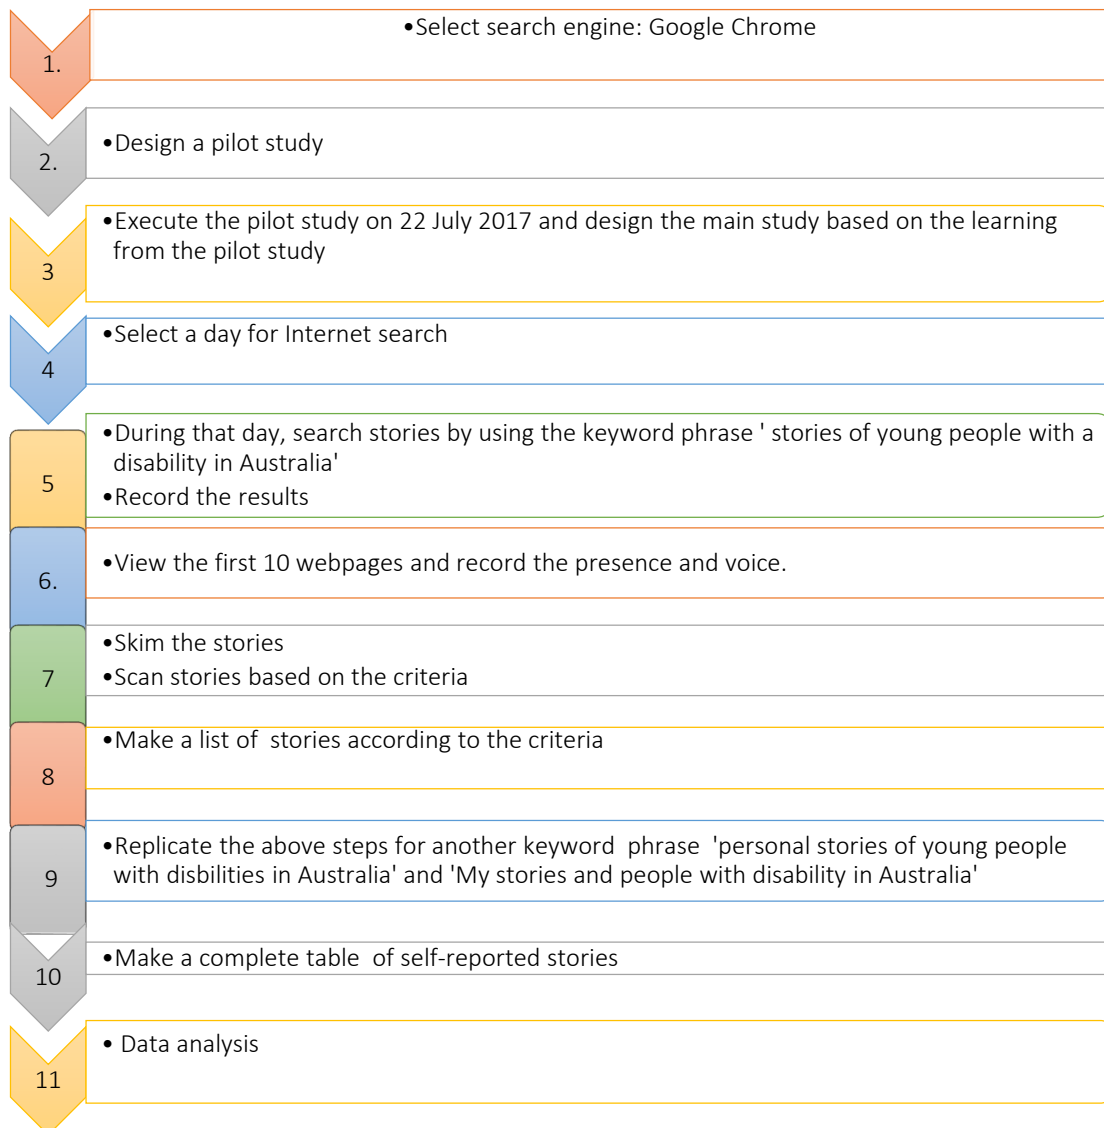 1.
•Select search engine: Google Chrome
2.
•Design a pilot study
3
•Execute the pilot study on 22 July 2017 and design the main study based on the learning
from the pilot study
4
•Select a day for Internet search
5
•During that day, search stories by using the keyword phrase ' stories of young people with a
disability in Australia'
•Record the results
6.
•View the first 10 webpages and record the presence and voice.
7
•Skim the stories
•Scan stories based on the criteria
8
•Make a list of  stories according to the criteria
9
•Replicate the above steps for another keyword  phrase  'personal stories of young people
with disbilities in Australia' and 'My stories and people with disability in Australia'
10
•Make a complete table  of self-reported stories
11
• Data analysis